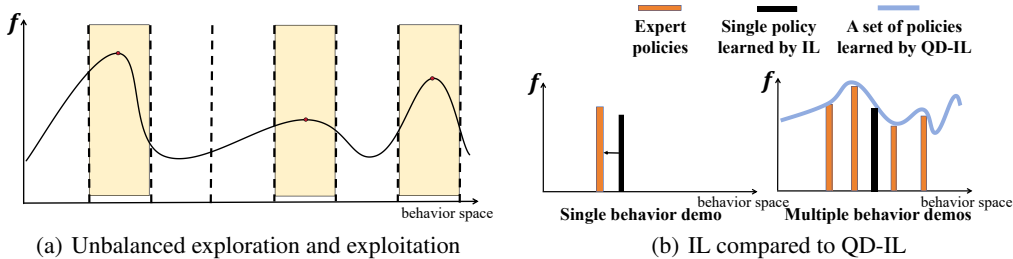 f
behavior space
(a) Unbalanced exploration and exploitation
Expert
policies
Single policy
learned by IL
A set of policies
learned by QD-IL
f
behavior space
Single behavior demo
f
behavior space
Multiple behavior demos
(b) IL compared to QD-IL